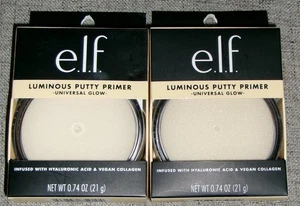 e.l.f.
LUMINOUS PUTTY PRIMER
-UNIVERSAL GLOW-
INFUSED WITH HYALURONIC ACID & VEGAN COLLAGEN
NET WT 0.74 OZ (21 g)
e.l.f.
LUMINOUS PUTTY PRIMER
-UNIVERSAL GLOW-
INFUSED WITH HYALURONIC ACID & VEGAN COLLAGEN
NET WT 0.74 OZ (21 g)